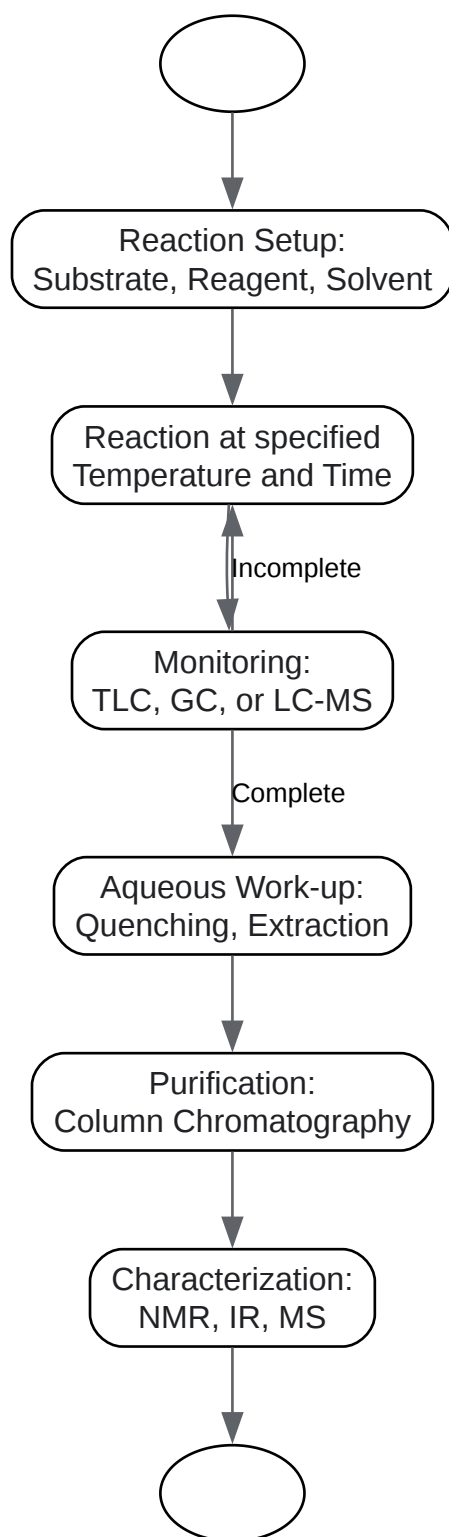 Reaction Setup:
Substrate, Reagent, Solvent
Reaction at specified
Temperature and Time
Incomplete
Monitoring:
TLC, GC, or LC-MS
Complete
Aqueous Work-up:
Quenching, Extraction
Purification:
Column Chromatography
Characterization:
NMR, IR, MS